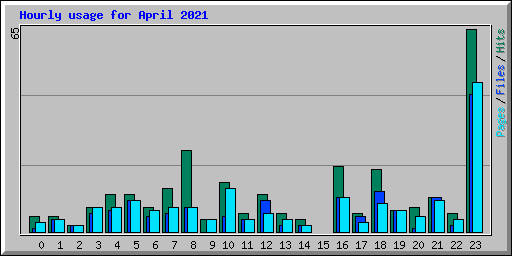 Hourly usage for April 2021
65
Pages/Files/Hits
0 1 2 3 4 5 6 7 8 9 10 11 12 13 14 15 16 17 18 19 20 21 22 23